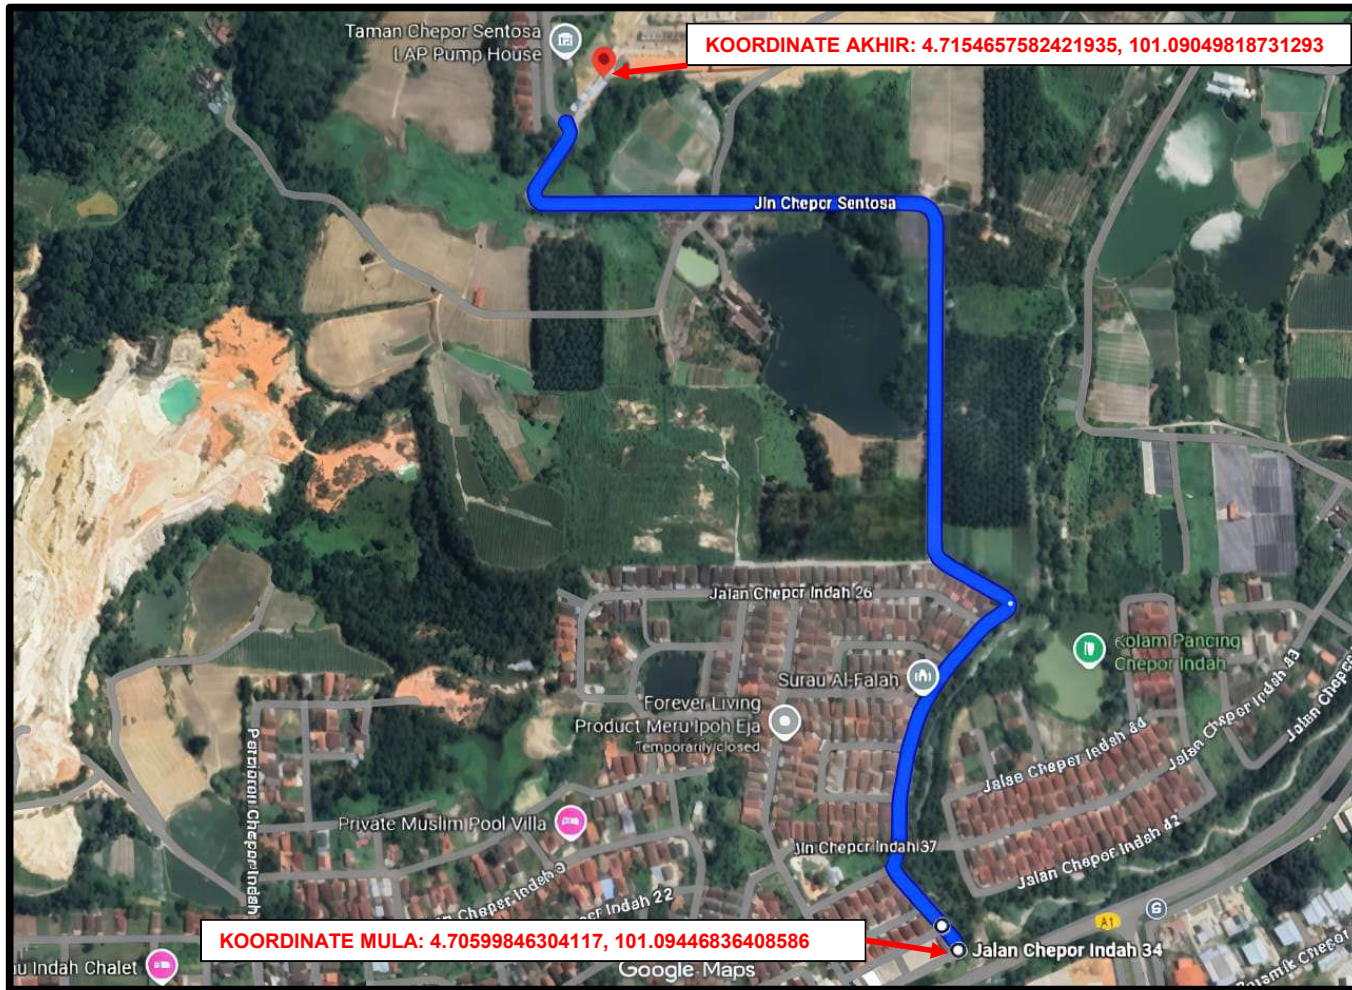 Taman Chepor Sentosa
LAP Pump House
KOORDINATE AKHIR: 4.7154657582421935, 101.09049818731293
Jln Chepor Sentosa
Jalan Chepor Indah 26
Kolam Pancing
Chepor Indah
Surau Al-Falah
Forever Living
Product Meru Ipoh Eja
Temporarily closed
Jalan Chepor Indah 43
Jalan Chepor
Jalan Chepor Indah 44
Persiaran Chepor Indah
Private Muslim Pool Villa
Jln Chepor Indah 37
Jalan Chepor Indah 42
Chepor Indah 9
Indah 22
A1
KOORDINATE MULA: 4.70599846304117, 101.09446836408586
Jalan Chepor Indah 34
Indah Chalet
Google Maps